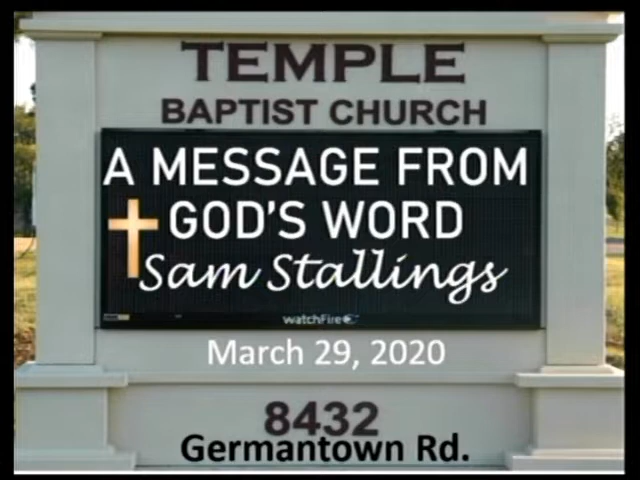 TEMPLE
BAPTIST CHURCH
A MESSAGE FROM
GOD'S WORD
Sam Stallings
watchFire
March 29, 2020
8432
Germantown Rd.